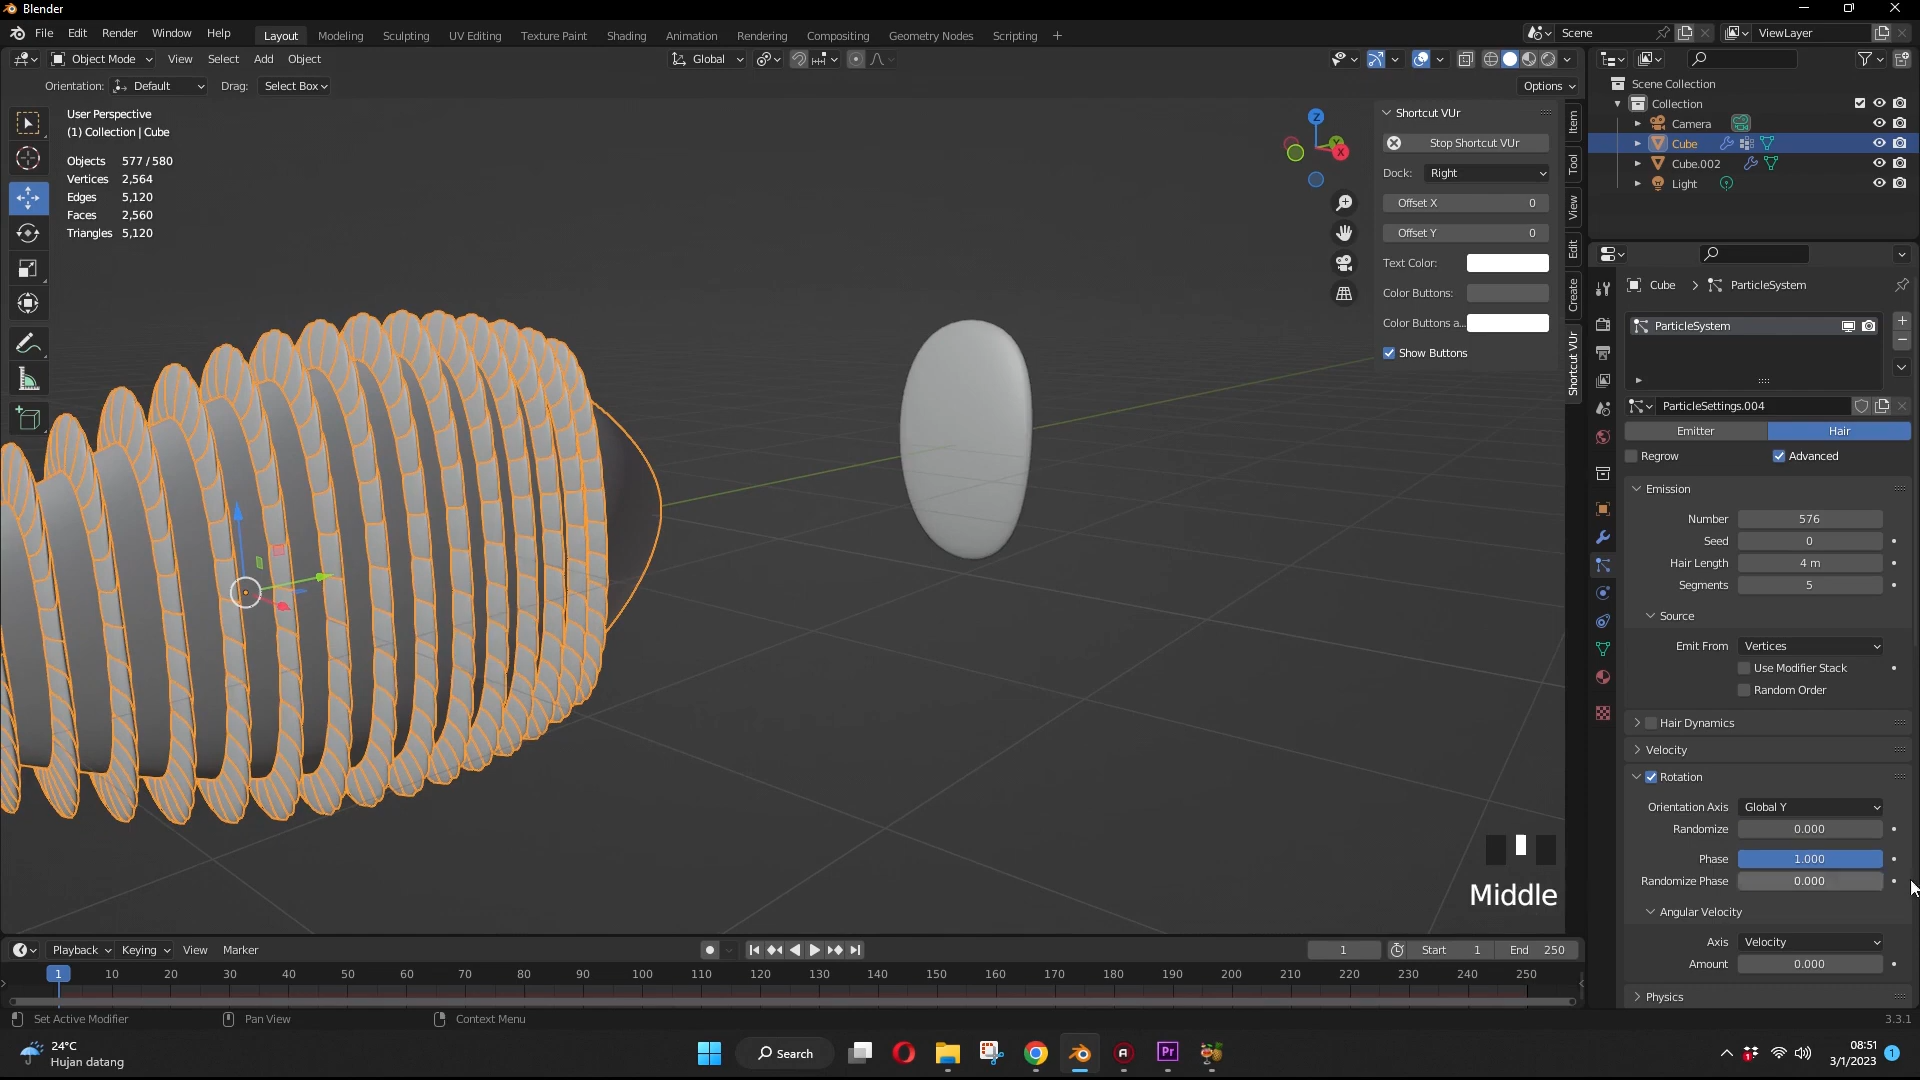 Blender
File Edit Render Window Help Layout Modeling Sculpting UV Editing Texture Paint Shading Animation Rendering Compositing Geometry Nodes Scripting + Scene ViewLayer
Object Mode View Select Add Object Global
Orientation: Default Drag: Select Box Options
User Perspective
(1) Collection | Cube
Objects 577 / 580
Vertices 2,564
Edges 5,120
Faces 2,560
Triangles 5,120
Z
Y
X
Shortcut VUr
Stop Shortcut VUr
Dock: Right
Offset X 0
Offset Y 0
Text Color:
Color Buttons:
Color Buttons a...
Show Buttons
Item
Tool
View
Edit
Create
Shortcut VUr
Scene Collection
Collection
Camera
Cube
Cube.002
Light
Cube > ParticleSystem
ParticleSystem
ParticleSettings.004
Emitter Hair
Regrow Advanced
Emission
Number 576
Seed 0
Hair Length 4 m
Segments 5
Source
Emit From Vertices
Use Modifier Stack
Random Order
Hair Dynamics
Velocity
Rotation
Orientation Axis Global Y
Randomize 0.000
Phase 1.000
Randomize Phase 0.000
Angular Velocity
Axis Velocity
Amount 0.000
Physics
Middle
Playback Keying View Marker 1 Start 1 End 250
1 10 20 30 40 50 60 70 80 90 100 110 120 130 140 150 160 170 180 190 200 210 220 230 240 250
Set Active Modifier Pan View Context Menu 3.3.1
24°C
Hujan datang
Search
Pr
08:51
3/1/2023
1